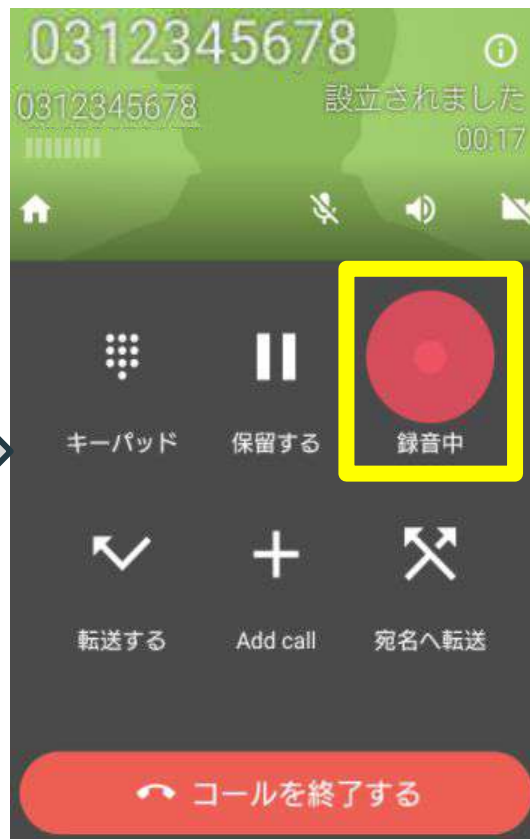 0312345678
0312345678 設立されました
00:17
キーパッド 保留する 録音中
転送する Add call 宛名へ転送
コールを終了する